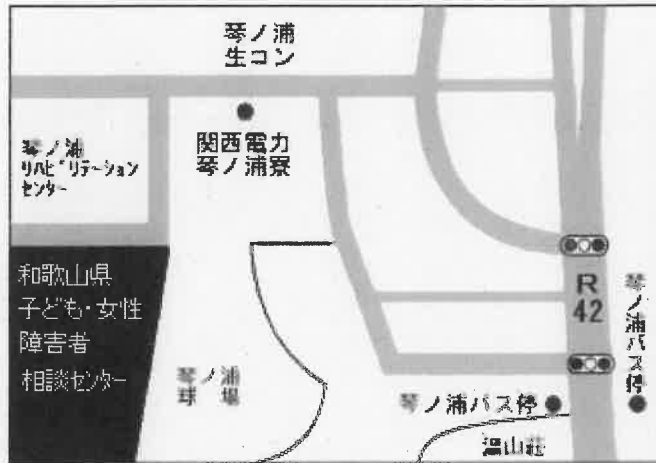 琴ノ浦
生コン
関西電力
琴ノ浦寮
琴ノ浦
リハビリテーション
センター
和歌山県
子ども・女性
障害者
相談センター
R
42
琴ノ浦バス停
琴ノ浦
球場
琴ノ浦バス停
温山荘